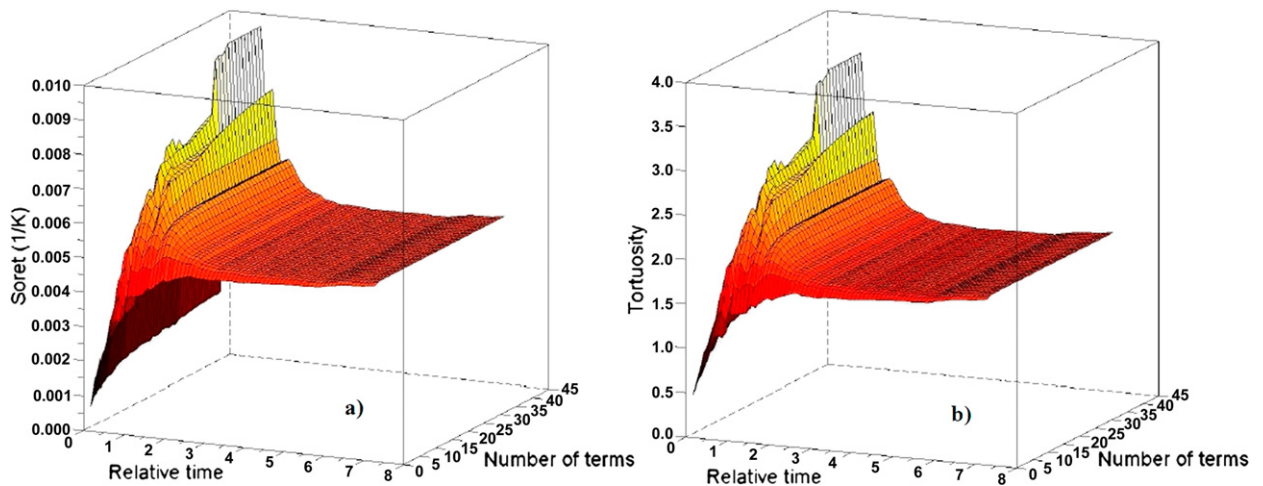 0.010
0.009
0.008
0.007
0.006
0.005
0.004
0.003
0.002
0.001
0.000
Soret (1/K)
0 1 2 3 4 5 6 7 8
Relative time
0 5 10 15 20 25 30 35 40 45
Number of terms
a)
4.0
3.5
3.0
2.5
2.0
1.5
1.0
0.5
0.0
Tortuosity
0 1 2 3 4 5 6 7 8
Relative time
0 5 10 15 20 25 30 35 40 45
Number of terms
b)